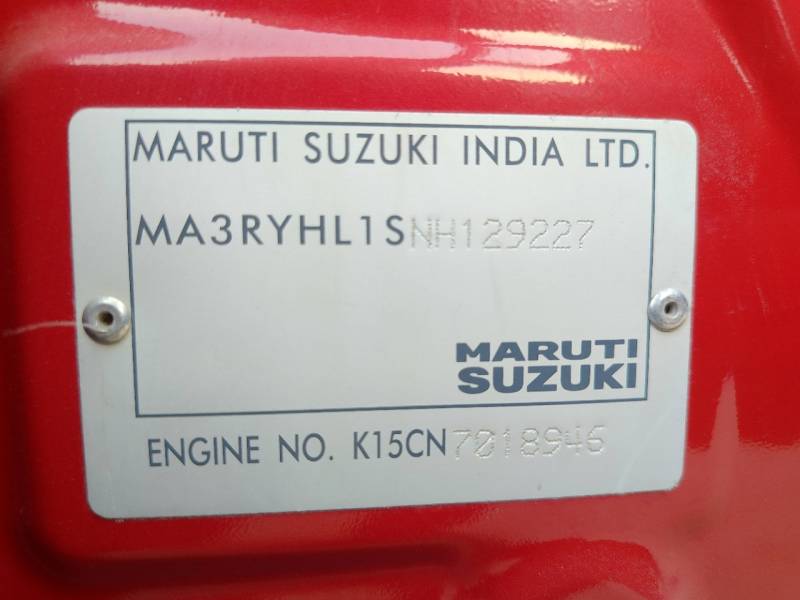 MARUTI SUZUKI INDIA LTD.
MA3RYHL1SNH129227
MARUTI
SUZUKI
ENGINE NO. K15CN7018946